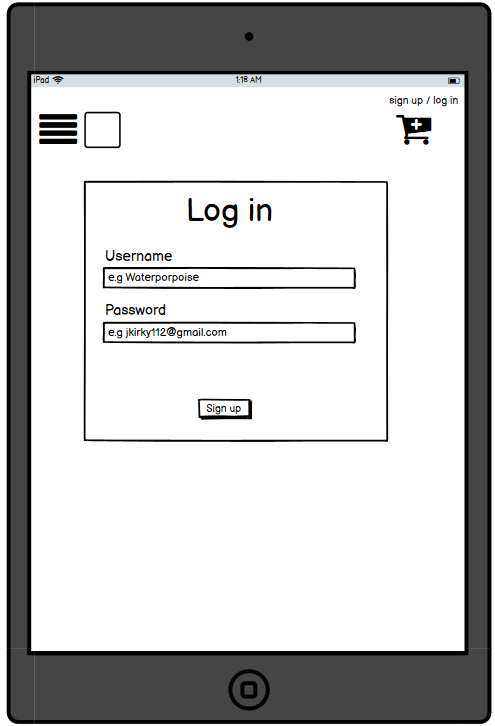 iPad 1:18 AM
sign up / log in
Log in
Username
e.g Waterporpoise
Password
e.g jkirky112@gmail.com
Sign up